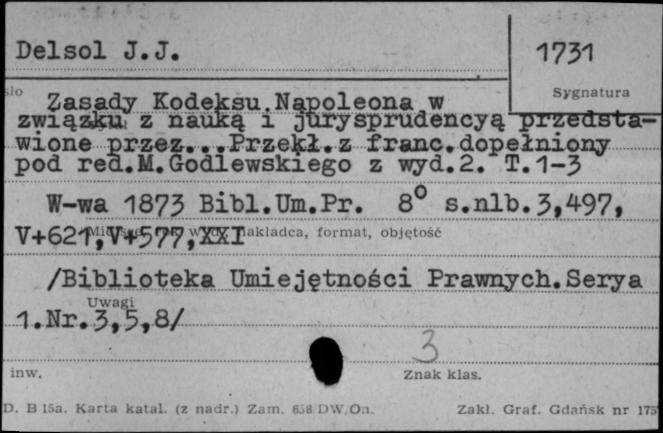 Delsol J.J.
1731
sło
Sygnatura
Zasady Kodeksu Napoleona w
związku z nauką i jurysprudencyą przedsta-
wione przez...Przekł.z franc.dopełniony
pod red.M.Godlewskiego z wyd.2. T.1-3
W-wa 1873 Bibl.Um.Pr. 8° s.nlb.3,497,
V+621,V+577,XXI
nakładca, format, objętość
/Biblioteka Umiejętności Prawnych.Serya
Uwagi
1.Nr.3,5,8/
3
inw.
Znak klas.
D. B 15a. Karta katal. (z nadr.) Zam. 658 DW.On.
Zakł. Graf. Gdańsk nr 175